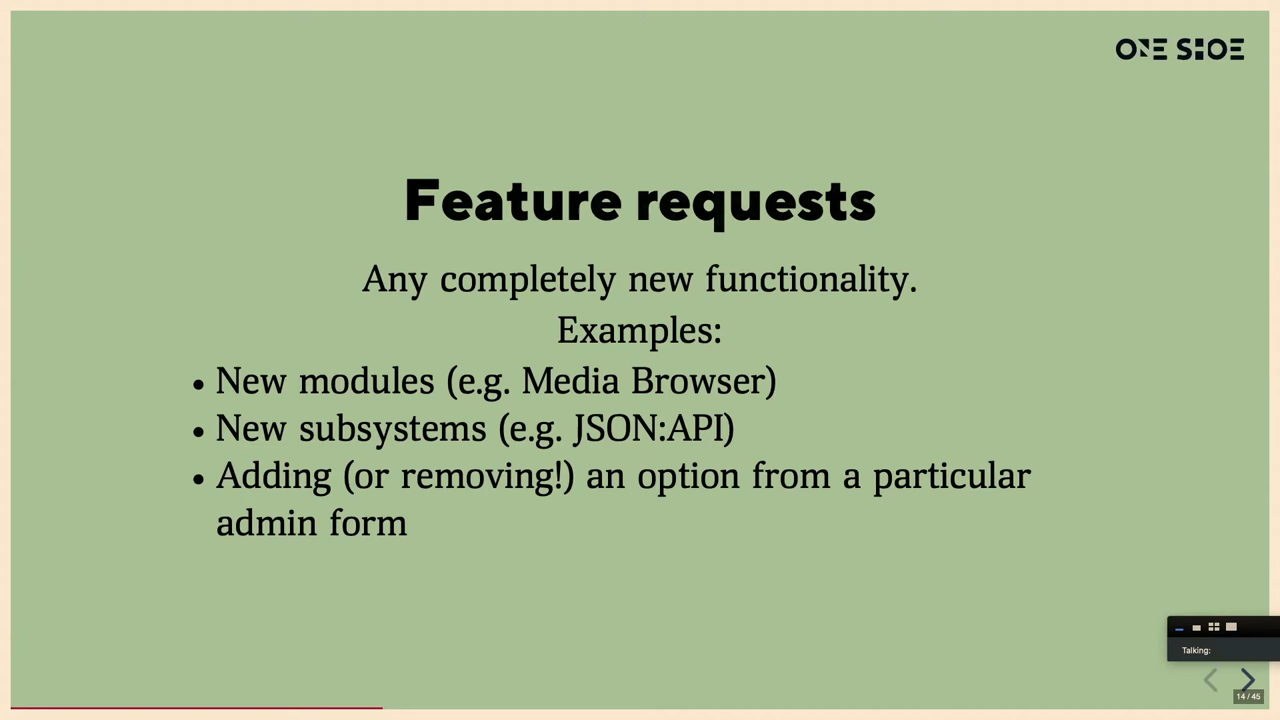 ONE SHOE
Feature requests
Any completely new functionality.
Examples:
• New modules (e.g. Media Browser)
• New subsystems (e.g. JSON:API)
• Adding (or removing!) an option from a particular
admin form
Talking:
14 / 45